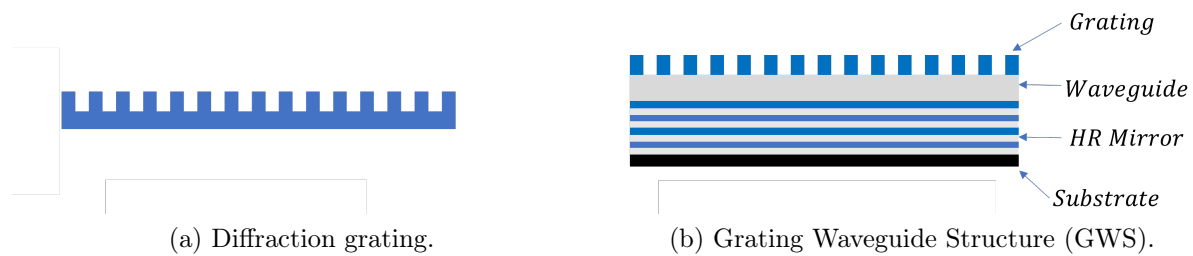 Grating
Waveguide
HR Mirror
Substrate
(a) Diffraction grating.
(b) Grating Waveguide Structure (GWS).